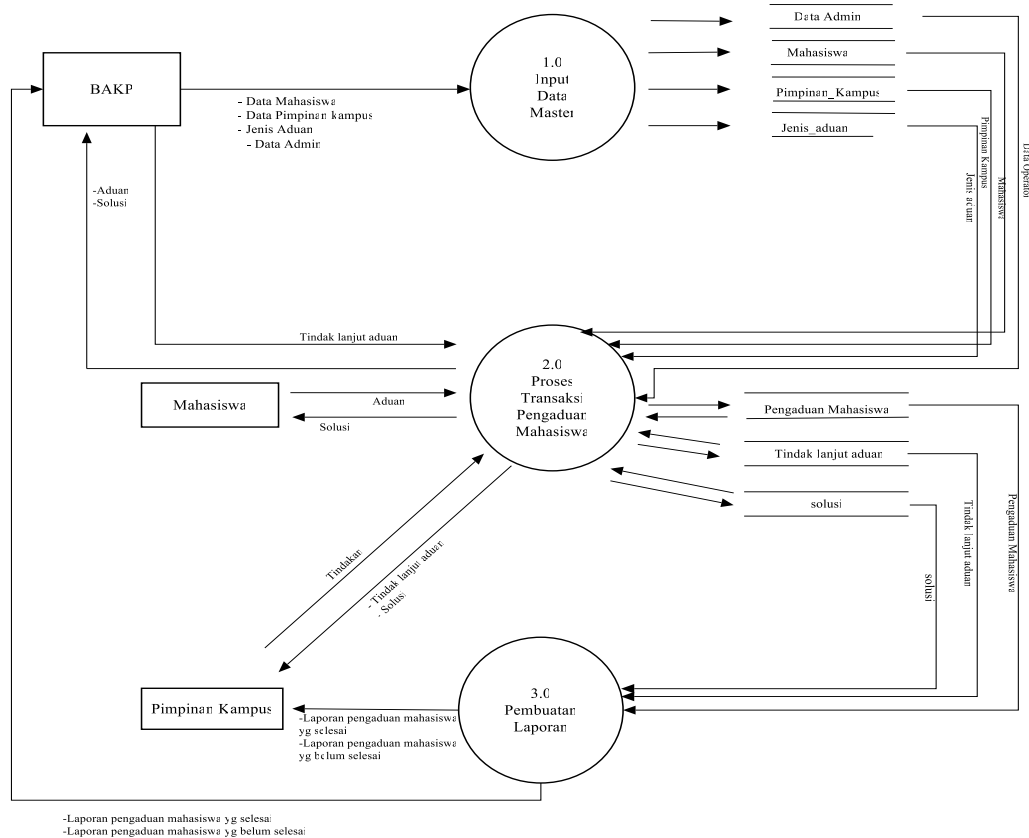 Data Admin
Mahasiswa
Pimpinan_Kampus
Jenis_aduan
1.0
Input
Data
Master
BAKP
- Data Mahasiswa
- Data Pimpinan kampus
- Jenis Aduan
- Data Admin
Data Operator
Mahasiswa
Pimpinan Kampus
Jenis aduan
-Aduan
-Solusi
Tindak lanjut aduan
2.0
Proses
Transaksi
Pengaduan
Mahasiswa
Mahasiswa
Aduan
Solusi
Pengaduan Mahasiswa
Tindak lanjut aduan
solusi
Pengaduan Mahasiswa
Tindak lanjut aduan
solusi
Tindakan
- Tindak lanjut aduan
- Solusi
Pimpinan Kampus
3.0
Pembuatan
Laporan
-Laporan pengaduan mahasiswa
yg selesai
-Laporan pengaduan mahasiswa
yg belum selesai
-Laporan pengaduan mahasiswa yg selesai
-Laporan pengaduan mahasiswa yg belum selesai